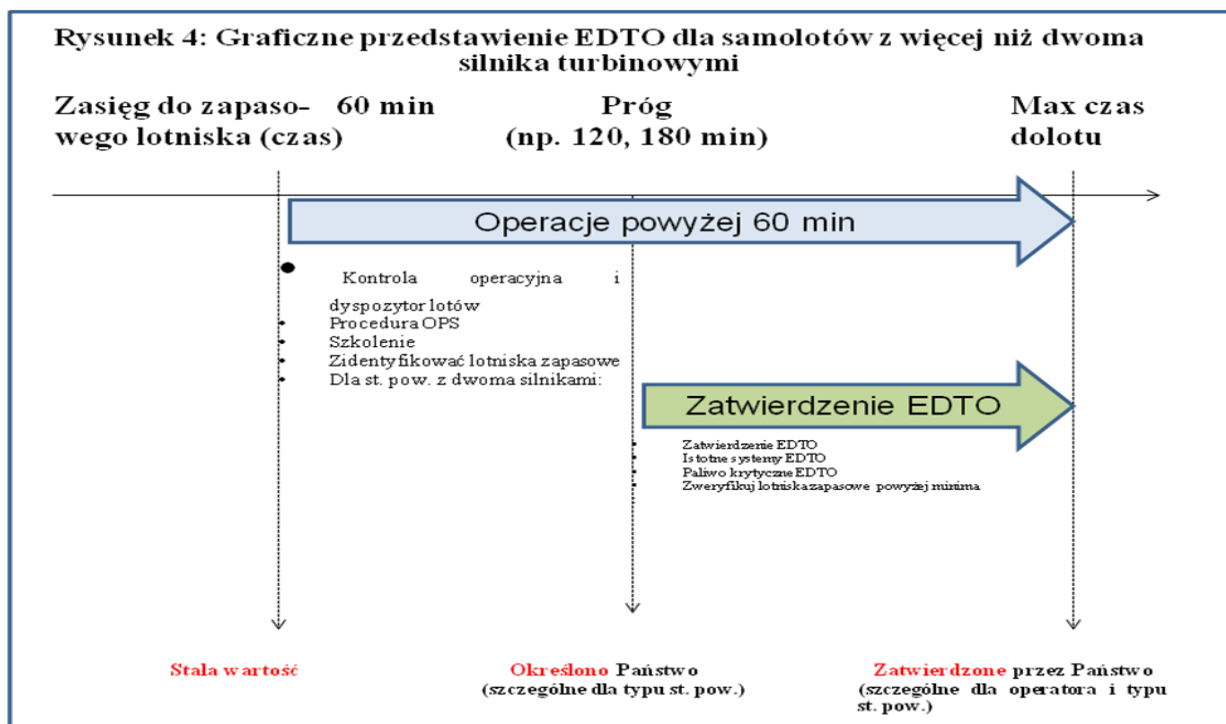 Rysunek 4: Graficzne przedstawienie EDTO dla samolotów z więcej niż dwoma
silnika turbinowymi
Zasięg do zapaso- 60 min
wego lotniska (czas)
Próg
(np. 120, 180 min)
Max czas
dolotu
Operacje powyżej 60 min
• Kontrola operacyjna i
dyspozytor lotów
• Procedura OPS
• Szkolenie
• Zidentyfikować lotniska zapasowe
• Dla st. pow. z dwoma silnikami:
Zatwierdzenie EDTO
• Zatwierdzenie EDTO
• Istotne systemy EDTO
• Paliwo krytyczne EDTO
• Zweryfikuj lotniska zapasowe powyżej minima
Stała wartość
Określono Państwo
(szczególne dla typu st. pow.)
Zatwierdzone przez Państwo
(szczególne dla operatora i typu
st. pow.)